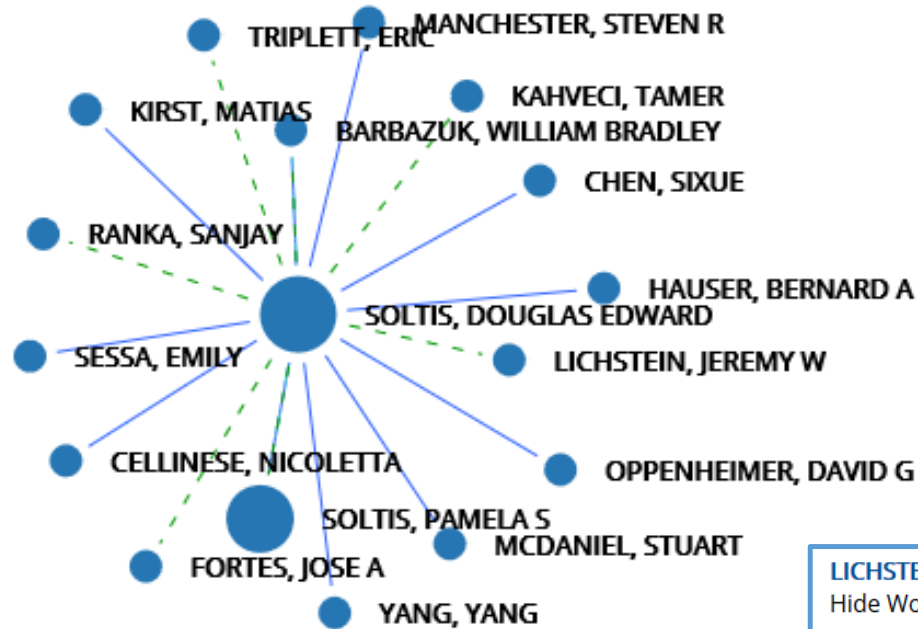 MANCHESTER, STEVEN R
TRIPLETT, ERIC
KAHVECI, TAMER
KIRST, MATIAS
BARBAZUK, WILLIAM BRADLEY
CHEN, SIXUE
RANKA, SANJAY
HAUSER, BERNARD A
SOLTIS, DOUGLAS EDWARD
SESSA, EMILY
LICHSTEIN, JEREMY W
CELLINESE, NICOLETTA
OPPENHEIMER, DAVID G
SOLTIS, PAMELA S
MCDANIEL, STUART
FORTES, JOSE A
LICHSTE
Hide Wo
YANG, YANG